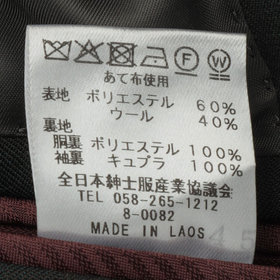 F W
あて布使用
表地 ポリエステル 60%
ウール 40%
裏地
胴裏 ポリエステル 100%
袖裏 キュプラ 100%
全日本紳士服産業協議会
TEL 058-265-1212
8-0082
MADE IN LAOS
45